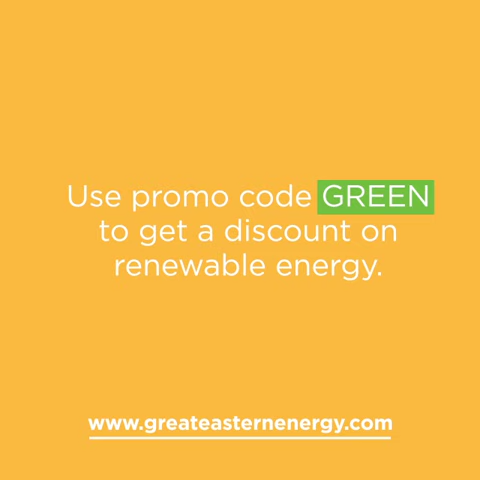 Use promo code GREEN
to get a discount on
renewable energy.
www.greateasternenergy.com